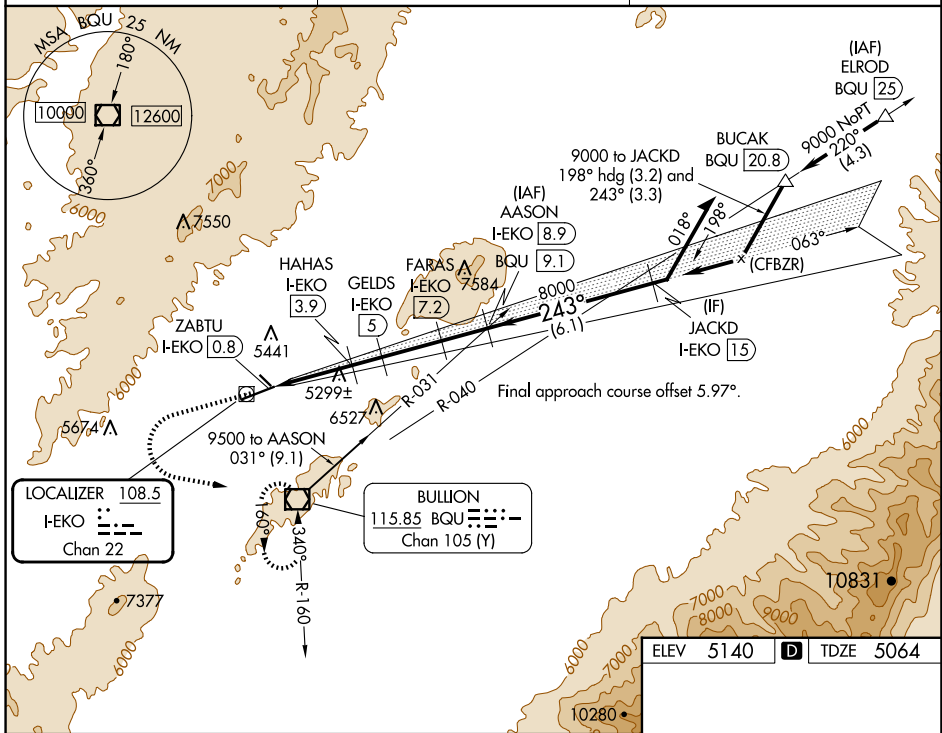 MSA BQU 25 NM
180°
360°
10000
12600
7000
6000
7550
(IAF)
ELROD
BQU 25
9000 NoPT
220°
(4.3)
BUCAK
BQU 20.8
9000 to JACKD
198° hdg (3.2) and
243° (3.3)
018°
198°
063°
(CFBZR)
(IAF)
AASON
I-EKO 8.9
BQU 9.1
FARAS
I-EKO
7.2
7584
8000
243°
(6.1)
(IF)
JACKD
I-EKO 15
HAHAS
I-EKO
3.9
GELDS
I-EKO
5
ZABTU
I-EKO 0.8
5441
5299±
6527
R-031
R-040
Final approach course offset 5.97°.
6000
5674
6000
9500 to AASON
031° (9.1)
LOCALIZER 108.5
I-EKO
Chan 22
BULLION
115.85 BQU
Chan 105 (Y)
160°
340°
R-160
7377
6000
6000
10831
7000
8000
9000
6000
7000
10280
ELEV 5140 D TDZE 5064